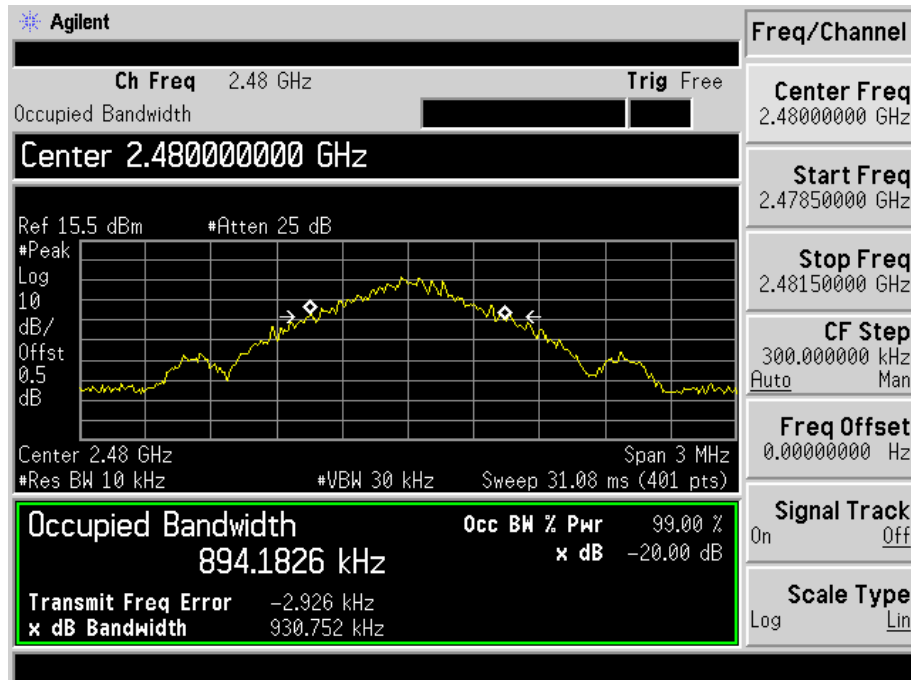 Agilent
Freq/Channel
Ch Freq 2.48 GHz Trig Free
Occupied Bandwidth
Center 2.480000000 GHz
Ref 15.5 dBm #Atten 25 dB
#Peak
Log
10
dB/
Offst
0.5
dB
Center 2.48 GHz Span 3 MHz
#Res BW 10 kHz #VBW 30 kHz Sweep 31.08 ms (401 pts)
Occupied Bandwidth
894.1826 kHz
Occ BW % Pwr 99.00 %
x dB -20.00 dB
Transmit Freq Error -2.926 kHz
x dB Bandwidth 930.752 kHz
Center Freq
2.48000000 GHz
Start Freq
2.47850000 GHz
Stop Freq
2.48150000 GHz
CF Step
300.000000 kHz
Auto Man
Freq Offset
0.00000000 Hz
Signal Track
On Off
Scale Type
Log Lin